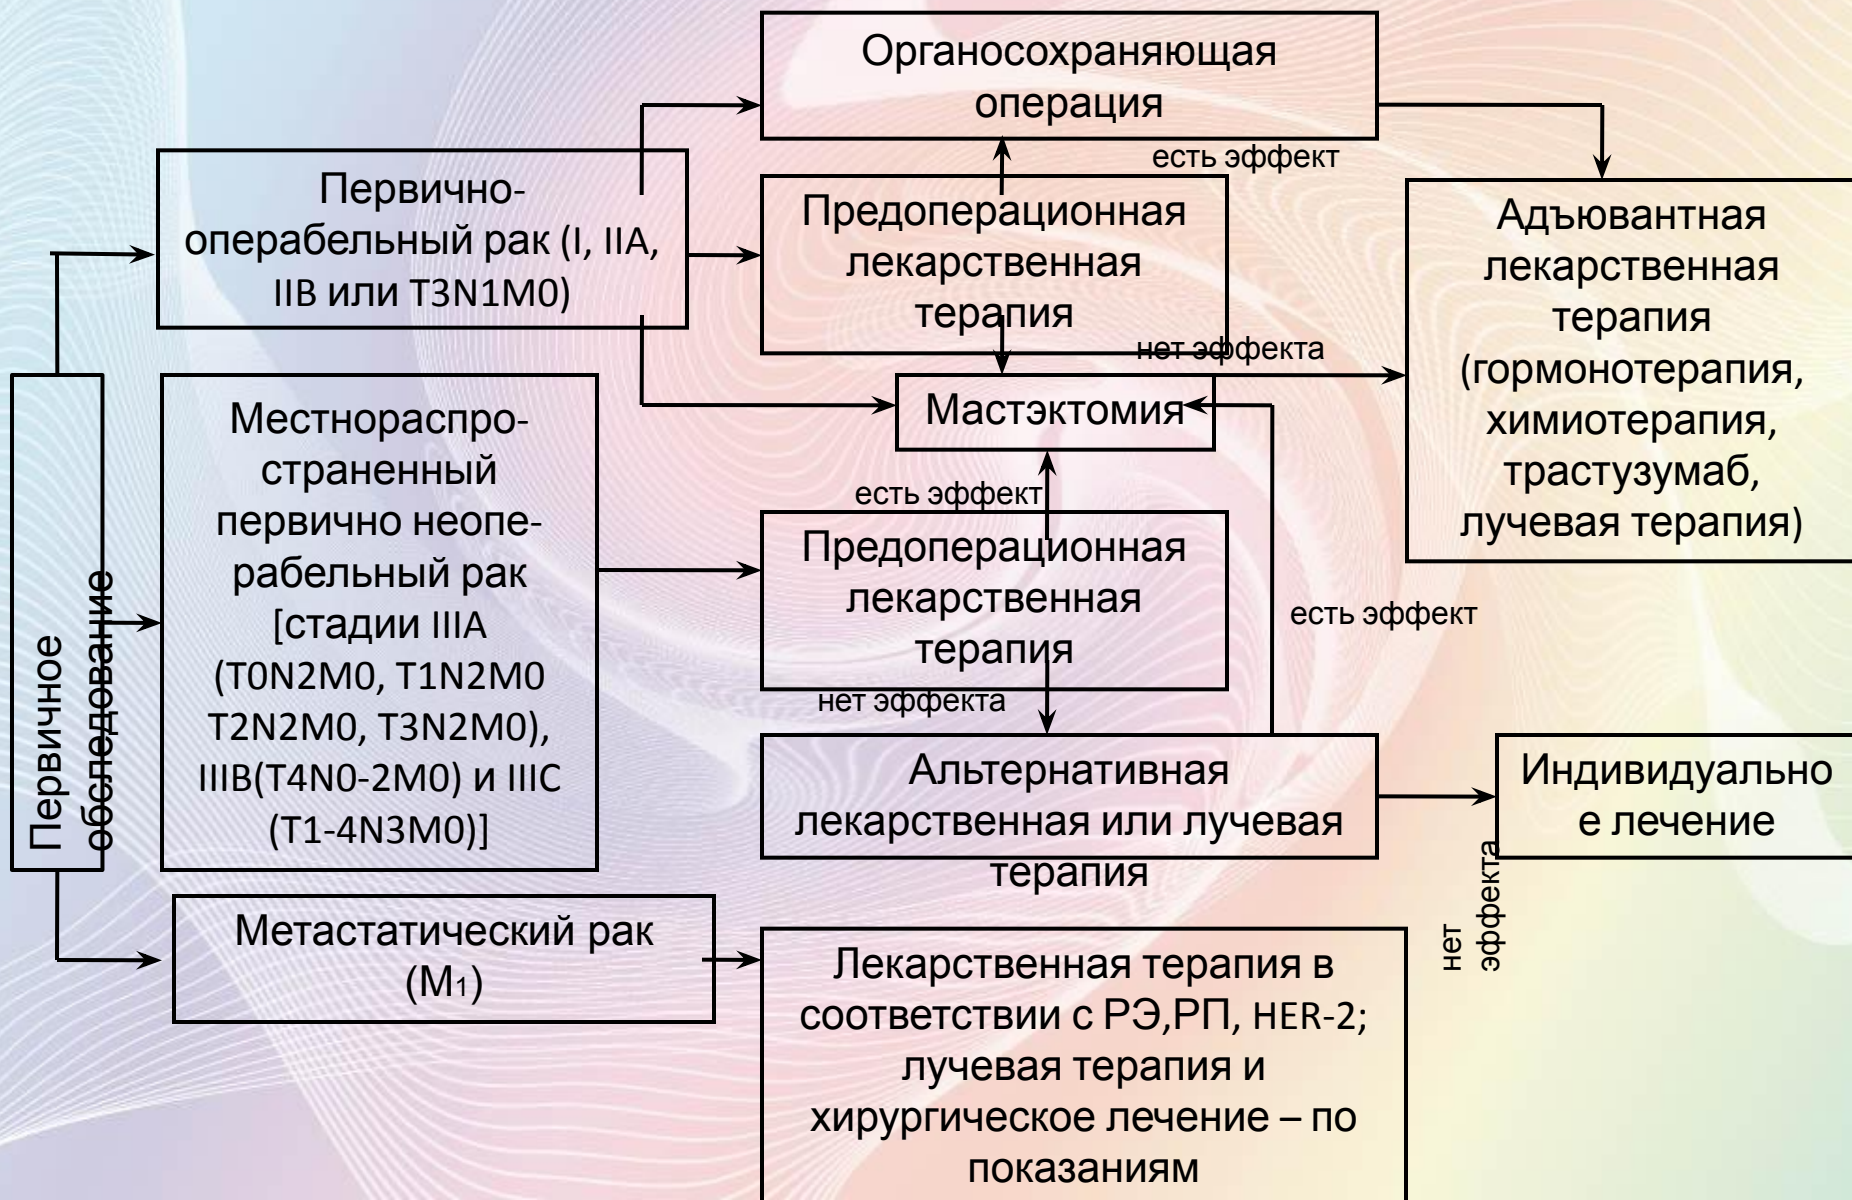 Органосохраняющая
операция
есть эффект
Первично-
операбельный рак (I, IIA,
IIB или T3N1M0)
Предоперационная
лекарственная
терапия
нет эффекта
Адъювантная
лекарственная
терапия
(гормонотерапия,
химиотерапия,
трастузумаб,
лучевая терапия)
Мастэктомия
Первичное
обследование
Местнораспро-
страненный
первично неопе-
рабельный рак
[стадии IIIA
(T0N2M0, T1N2M0
T2N2M0, T3N2M0),
IIIB(T4N0-2M0) и IIIC
(T1-4N3M0)]
есть эффект
Предоперационная
лекарственная
терапия
есть эффект
нет эффекта
Альтернативная
лекарственная или лучевая
терапия
Индивидуально
е лечение
нет
эффекта
Метастатический рак
(M1)
Лекарственная терапия в
соответствии с РЭ,РП, HER-2;
лучевая терапия и
хирургическое лечение – по
показаниям